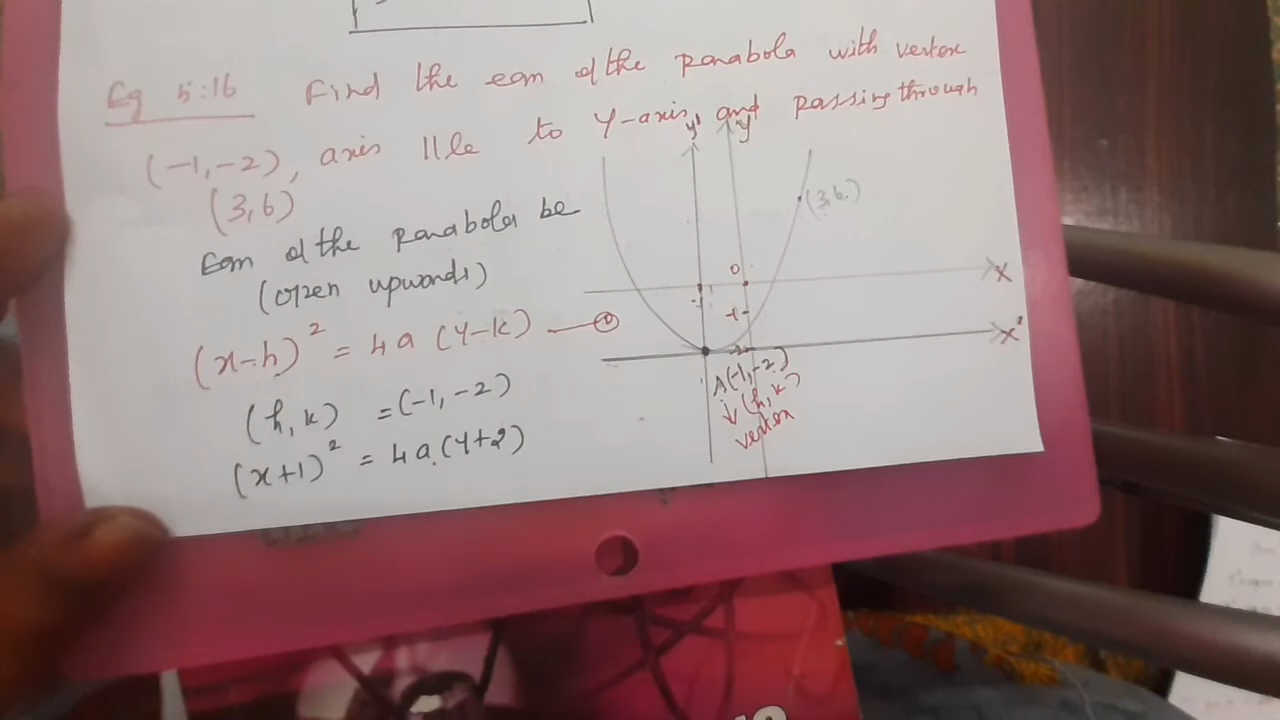 Eg 5:16 Find the eqn of the Parabola with vertex
(-1,-2), axis ||le to Y-axis, and passing through
(3,6)
Eqn of the Parabola be
(open upwards)
(x-h)² = 4a (y-k)
(h,k) = (-1,-2)
(x+1)² = 4a.(y+2)
y' y
(3,6)
0
X
-1
-2
X'
A(-1,-2)
↓ (h,k)
vertex